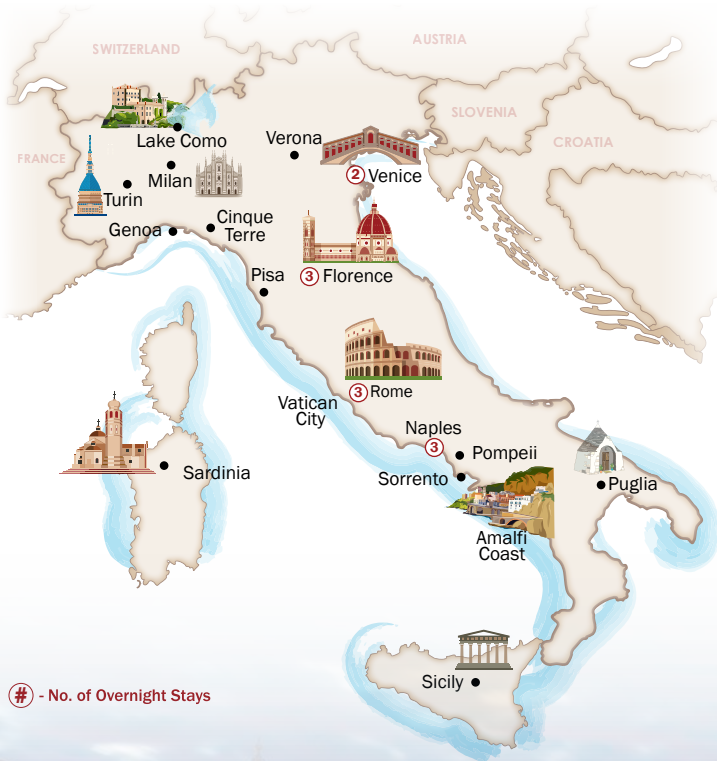 AUSTRIA
SWITZERLAND
SLOVENIA
CROATIA
FRANCE
Lake Como
Verona
Milan
2 Venice
Turin
Genoa
Cinque
Terre
Pisa
3 Florence
3 Rome
Vatican
City
Naples
3
Pompeii
Sorrento
Sardinia
Puglia
Amalfi
Coast
Sicily
# - No. of Overnight Stays